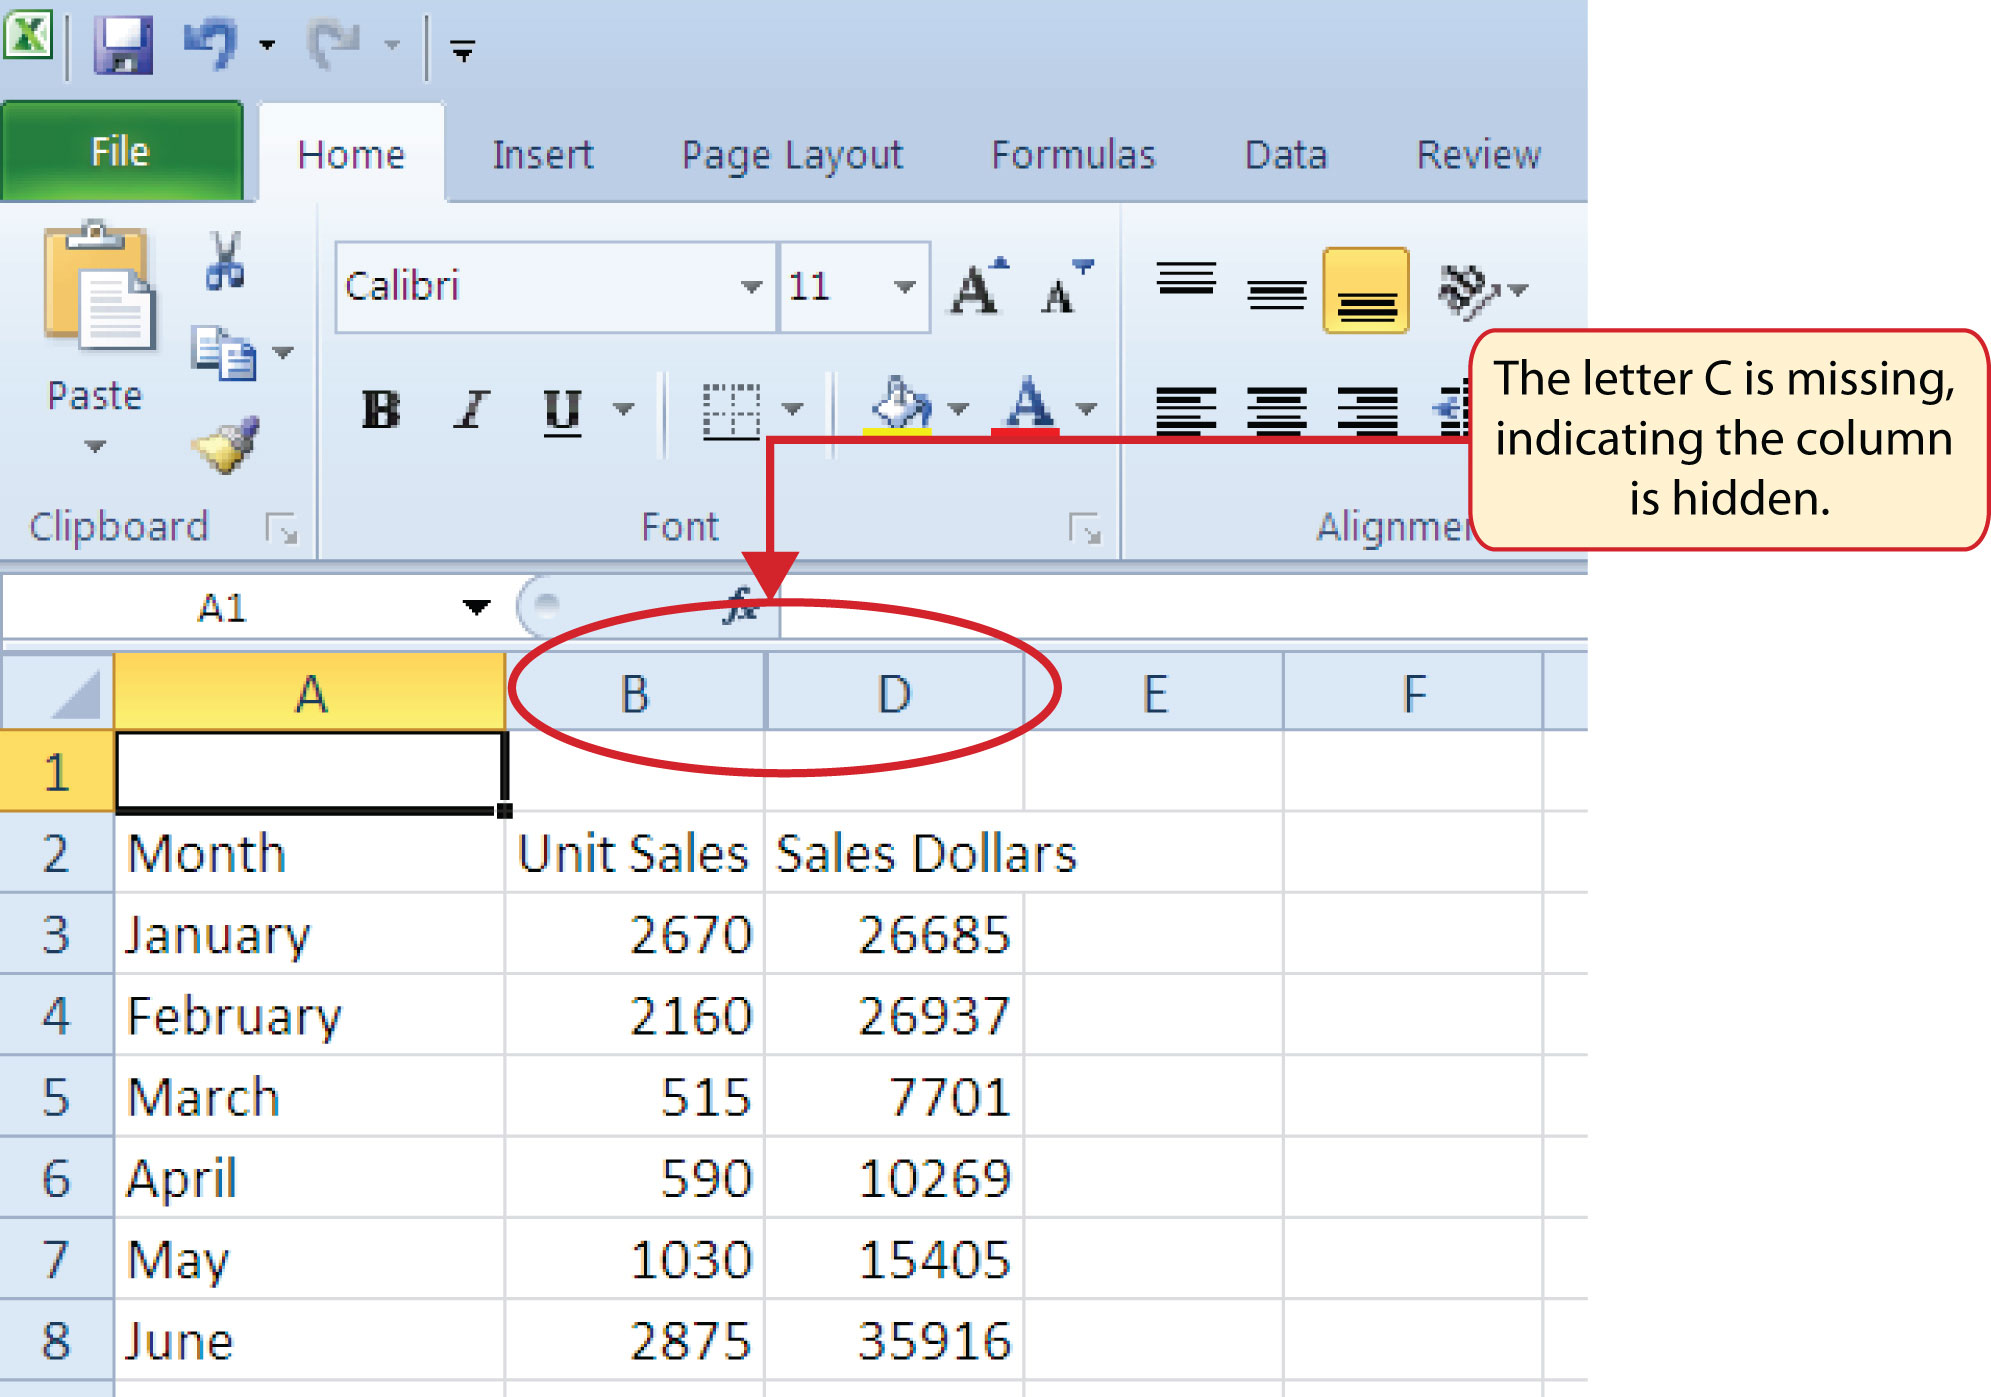 File Home Insert Page Layout Formulas Data Review
Calibri 11 A A
Paste B I U A
The letter C is missing,
indicating the column
is hidden.
Clipboard Font Alignme
A1 fx
A B D E F
1
2 Month Unit Sales Sales Dollars
3 January 2670 26685
4 February 2160 26937
5 March 515 7701
6 April 590 10269
7 May 1030 15405
8 June 2875 35916